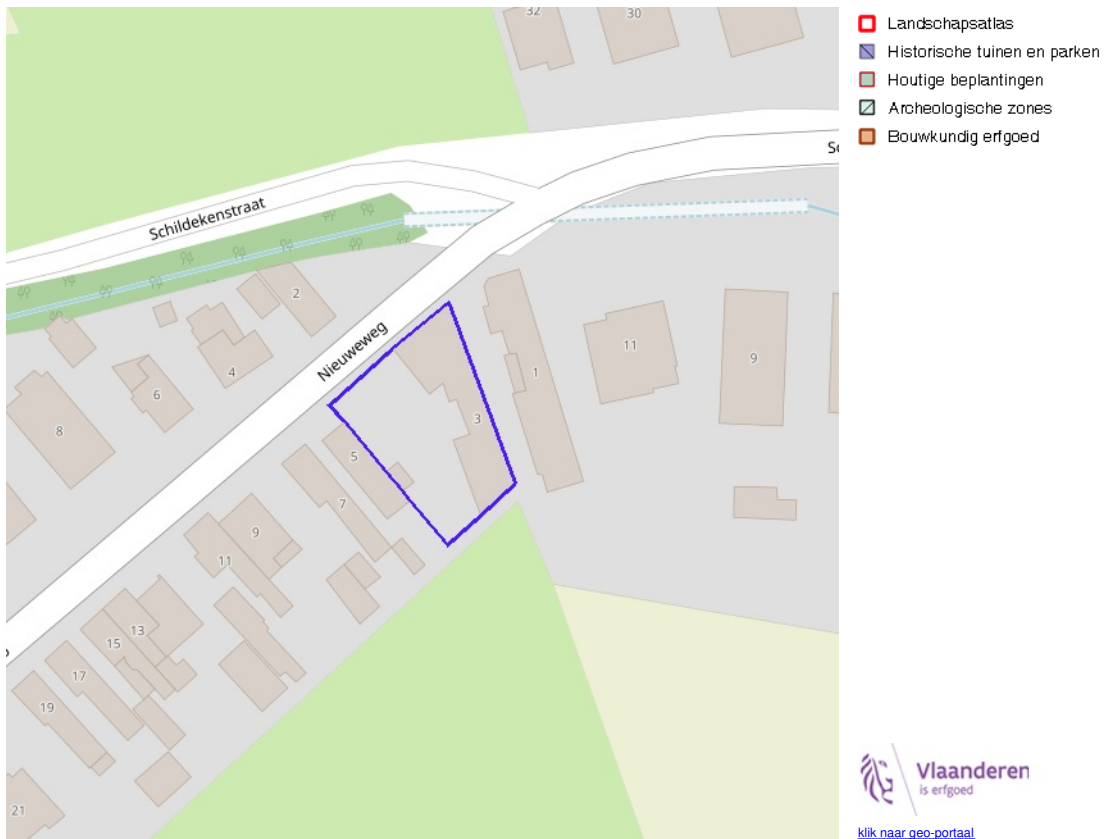 32
30
Schildekenstraat
2
Nieuweweg
4
6
8
11
9
1
3
5
7
9
11
13
15
17
19
21
Landschapsatlas
Historische tuinen en parken
Houtige beplantingen
Archeologische zones
Bouwkundig erfgoed
Vlaanderen
is erfgoed
klik naar geo-portaal